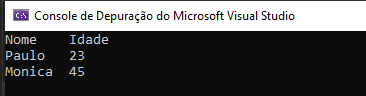 Console de Depuração do Microsoft Visual Studio
Nome Idade
Paulo 23
Monica 45